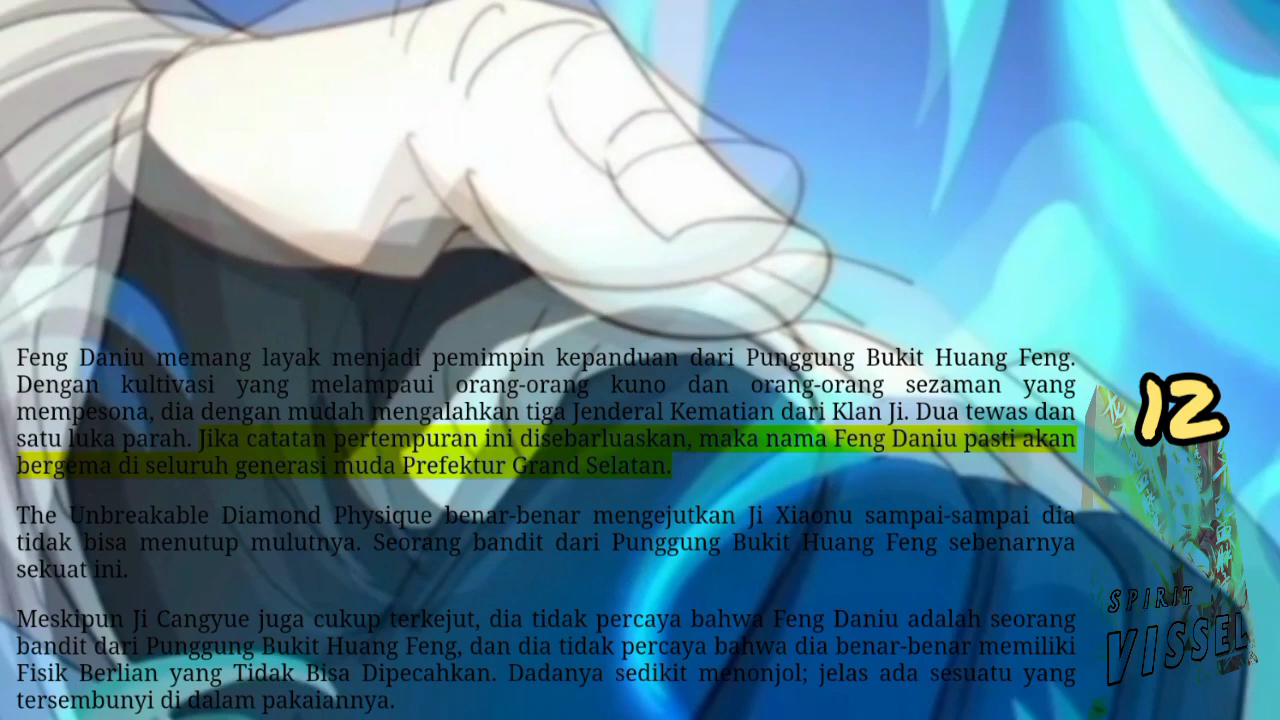 Feng Daniu memang layak menjadi pemimpin kepanduan dari Punggung Bukit Huang Feng.
Dengan kultivasi yang melampaui orang-orang kuno dan orang-orang sezaman yang
mempesona, dia dengan mudah mengalahkan tiga Jenderal Kematian dari Klan Ji. Dua tewas dan
satu luka parah. Jika catatan pertempuran ini disebarluaskan, maka nama Feng Daniu pasti akan
bergema di seluruh generasi muda Prefektur Grand Selatan.
The Unbreakable Diamond Physique benar-benar mengejutkan Ji Xiaonu sampai-sampai dia
tidak bisa menutup mulutnya. Seorang bandit dari Punggung Bukit Huang Feng sebenarnya
sekuat ini.
Meskipun Ji Cangyue juga cukup terkejut, dia tidak percaya bahwa Feng Daniu adalah seorang
bandit dari Punggung Bukit Huang Feng, dan dia tidak percaya bahwa dia benar-benar memiliki
Fisik Berlian yang Tidak Bisa Dipecahkan. Dadanya sedikit menonjol; jelas ada sesuatu yang
tersembunyi di dalam pakaiannya.
12
SPIRIT
VISSEL